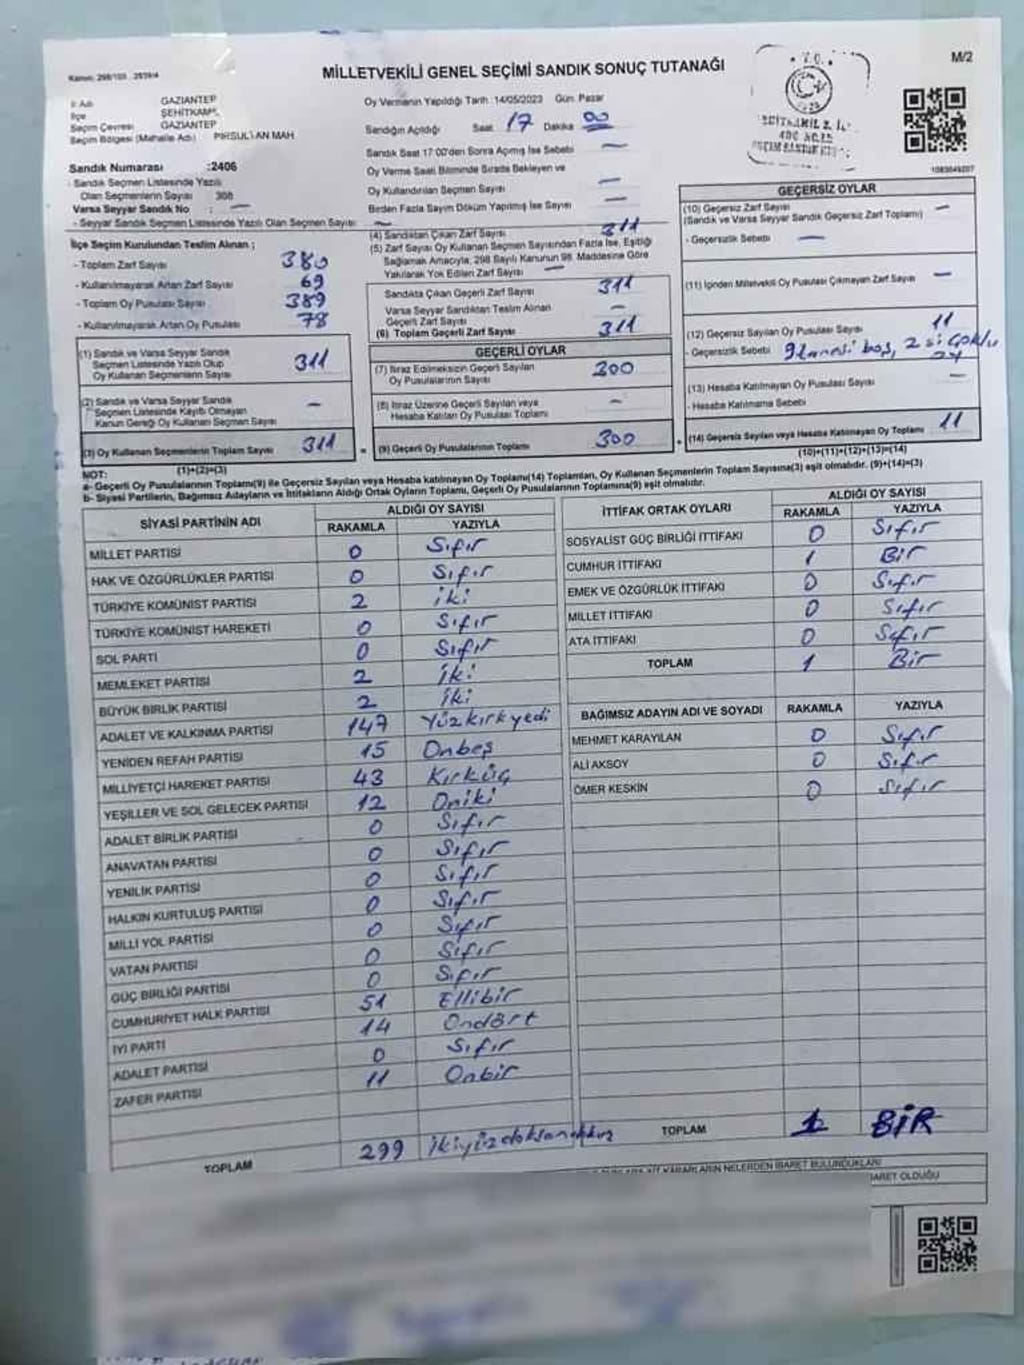 Kanun: 298/105, 2839/4
MİLLETVEKİLİ GENEL SEÇİMİ SANDIK SONUÇ TUTANAĞI
M/2
İl Adı GAZİANTEP
İlçe ŞEHİTKAMİL
Seçim Çevresi GAZİANTEP
Seçim Bölgesi (Mahalle Adı) PIRSULTAN MAH
Sandık Numarası :2406
- Sandık Seçmen Listesinde Yazılı
Olan Seçmenlerin Sayısı 368
Varsa Seyyar Sandık No : —
- Seyyar Sandık Seçmen Listesinde Yazılı Olan Seçmen Sayısı : —
Oy Vermenin Yapıldığı Tarih :14/05/2023 Gün: Pazar
Sandığın Açıldığı Saat 17 Dakika 00
Sandık Saat 17:00'den Sonra Açılmış İse Sebebi —
Oy Verme Saati Bitiminde Sırada Bekleyen ve
Oy Kullandırılan Seçmen Sayısı —
Birden Fazla Sayım Döküm Yapılmış İse Sayısı —
T.C.
1083049207
İlçe Seçim Kurulundan Teslim Alınan ;
- Toplam Zarf Sayısı 380
- Kullanılmayarak Artan Zarf Sayısı 69
- Toplam Oy Pusulası Sayısı 389
- Kullanılmayarak Artan Oy Pusulası 78
(1) Sandık ve Varsa Seyyar Sandık
Seçmen Listesinde Yazılı Olup
Oy Kullanan Seçmenlerin Sayısı 311
(2) Sandık ve Varsa Seyyar Sandık
Seçmen Listesinde Kayıtlı Olmayan
Kanun Gereği Oy Kullanan Seçmen Sayısı —
(3) Oy Kullanan Seçmenlerin Toplam Sayısı 311
(1)+(2)=(3)
(4) Sandıktan Çıkan Zarf Sayısı 311
(5) Zarf Sayısı Oy Kullanan Seçmen Sayısından Fazla İse, Eşitliği
Sağlamak Amacıyla, 298 Sayılı Kanunun 98. Maddesine Göre
Yakılarak Yok Edilen Zarf Sayısı —
Sandıkta Çıkan Geçerli Zarf Sayısı 311
Varsa Seyyar Sandıktan Teslim Alınan
Geçerli Zarf Sayısı —
(6) Toplam Geçerli Zarf Sayısı 311
GEÇERLİ OYLAR
(7) İtiraz Edilmeksizin Geçerli Sayılan
Oy Pusulalarının Sayısı 300
(8) İtiraz Üzerine Geçerli Sayılan veya
Hesaba Katılan Oy Pusulası Toplamı —
(9) Geçerli Oy Pusulalarının Toplamı 300
GEÇERSİZ OYLAR
(10) Geçersiz Zarf Sayısı —
(Sandık ve Varsa Seyyar Sandık Geçersiz Zarf Toplamı)
- Geçersizlik Sebebi —
(11) İçinden Milletvekili Oy Pusulası Çıkmayan Zarf Sayısı —
(12) Geçersiz Sayılan Oy Pusulası Sayısı 11
- Geçersizlik Sebebi 9 tanesi boş, 2 si çoklu
oy
(13) Hesaba Katılmayan Oy Pusulası Sayısı —
- Hesaba Katılmama Sebebi
(14) Geçersiz Sayılan veya Hesaba Katılmayan Oy Toplamı 11
(10)+(11)+(12)+(13)=(14)
NOT:
a- Geçerli Oy Pusulalarının Toplamı(9) ile Geçersiz Sayılan veya Hesaba katılmayan Oy Toplamı(14) Toplamları, Oy Kullanan Seçmenlerin Toplam Sayısına(3) eşit olmalıdır. (9)+(14)=(3)
b- Siyasi Partilerin, Bağımsız Adayların ve İttifakların Aldığı Ortak Oyların Toplamı, Geçerli Oy Pusulalarının Toplamına(9) eşit olmalıdır.
SİYASİ PARTİNİN ADI ALDIĞI OY SAYISI
RAKAMLA YAZIYLA
MİLLET PARTİSİ 0 Sıfır
HAK VE ÖZGÜRLÜKLER PARTİSİ 0 Sıfır
TÜRKİYE KOMÜNİST PARTİSİ 2 iki
TÜRKİYE KOMÜNİST HAREKETİ 0 Sıfır
SOL PARTİ 0 Sıfır
MEMLEKET PARTİSİ 2 İki
BÜYÜK BİRLİK PARTİSİ 2 İki
ADALET VE KALKINMA PARTİSİ 147 Yüzkırkyedi
YENİDEN REFAH PARTİSİ 15 Onbeş
MİLLİYETÇİ HAREKET PARTİSİ 43 Kırküç
YEŞİLLER VE SOL GELECEK PARTİSİ 12 Oniki
ADALET BİRLİK PARTİSİ 0 Sıfır
ANAVATAN PARTİSİ 0 Sıfır
YENİLİK PARTİSİ 0 Sıfır
HALKIN KURTULUŞ PARTİSİ 0 Sıfır
MİLLİ YOL PARTİSİ 0 Sıfır
VATAN PARTİSİ 0 Sıfır
GÜÇ BİRLİĞİ PARTİSİ 0 Sıfır
CUMHURİYET HALK PARTİSİ 51 Ellibir
İYİ PARTİ 14 Ondört
ADALET PARTİSİ 0 Sıfır
ZAFER PARTİSİ 11 Onbir
TOPLAM 299 ikiyüzdoksandokuz
İTTİFAK ORTAK OYLARI ALDIĞI OY SAYISI
RAKAMLA YAZIYLA
SOSYALİST GÜÇ BİRLİĞİ İTTİFAKI 0 Sıfır
CUMHUR İTTİFAKI 1 Bir
EMEK VE ÖZGÜRLÜK İTTİFAKI 0 Sıfır
MİLLET İTTİFAKI 0 Sıfır
ATA İTTİFAKI 0 Sıfır
TOPLAM 1 Bir
BAĞIMSIZ ADAYIN ADI VE SOYADI RAKAMLA YAZIYLA
MEHMET KARAYILAN 0 Sıfır
ALİ AKSOY 0 Sıfır
ÖMER KESKİN 0 Sıfır
TOPLAM 1 BİR
KARARLARIN NELERDEN İBARET BULUNDUKLARI
İBARET OLDUĞU